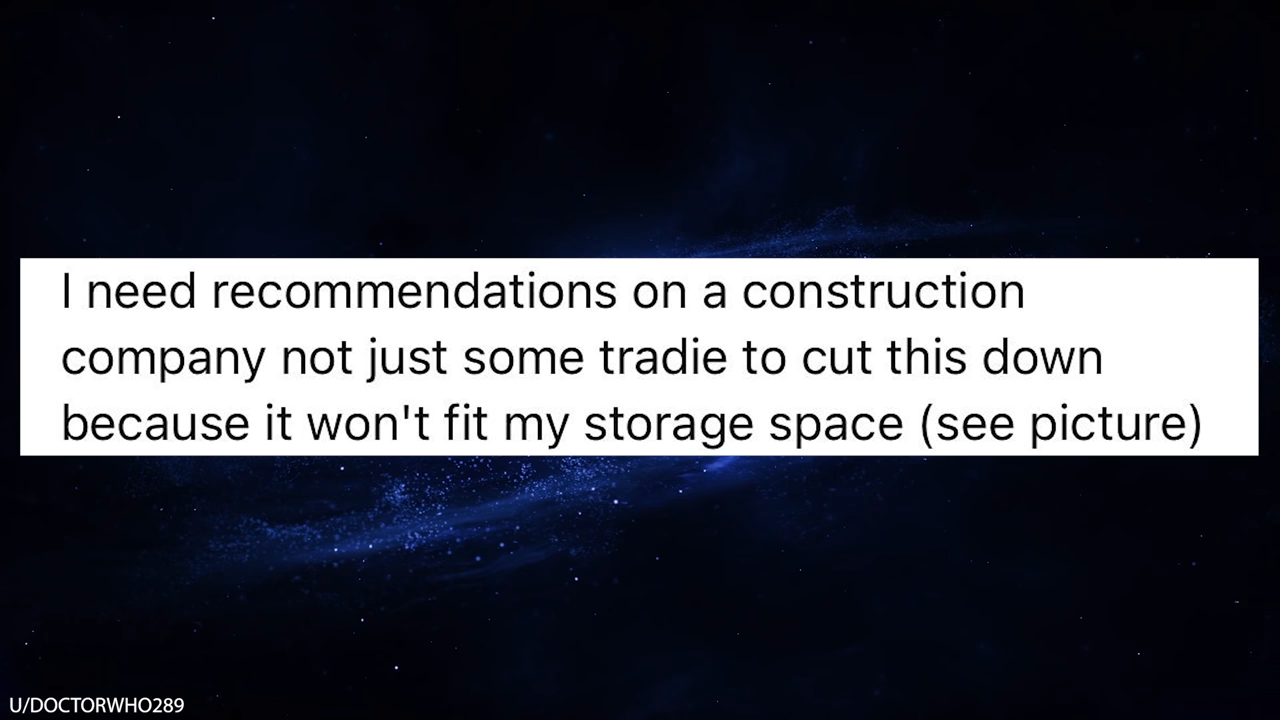 I need recommendations on a construction
company not just some tradie to cut this down
because it won't fit my storage space (see picture)
U/DOCTORWHO289